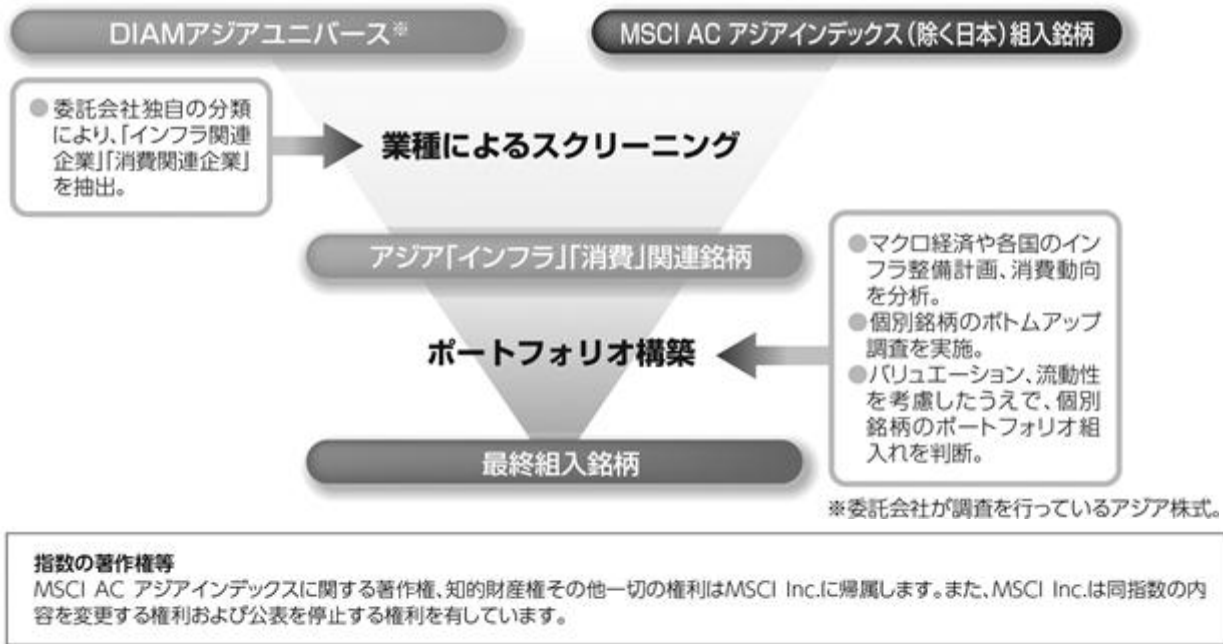 DIAMアジアユニバース※
MSCI AC アジアインデックス(除く日本)組入銘柄
●委託会社独自の分類
により、「インフラ関連
企業」「消費関連企業」
を抽出。
業種によるスクリーニング
アジア「インフラ」「消費」関連銘柄
●マクロ経済や各国のイン
フラ整備計画、消費動向
を分析。
●個別銘柄のボトムアップ
調査を実施。
●バリュエーション、流動性
を考慮したうえで、個別
銘柄のポートフォリオ組
入れを判断。
ポートフォリオ構築
最終組入銘柄
※委託会社が調査を行っているアジア株式。
指数の著作権等
MSCI AC アジアインデックスに関する著作権、知的財産権その他一切の権利はMSCI Inc.に帰属します。また、MSCI Inc.は同指数の内
容を変更する権利および公表を停止する権利を有しています。